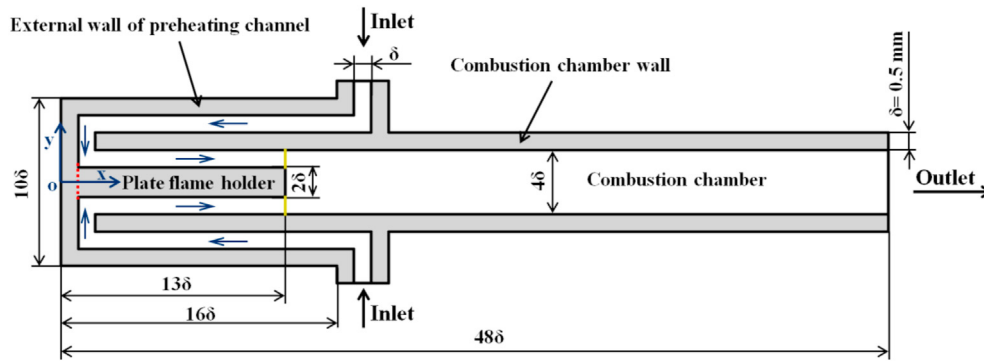 Inlet
External wall of preheating channel
δ
Combustion chamber wall
δ= 0.5 mm
y
10δ
o
x
Plate flame holder
2δ
4δ
Combustion chamber
Outlet
13δ
Inlet
16δ
48δ